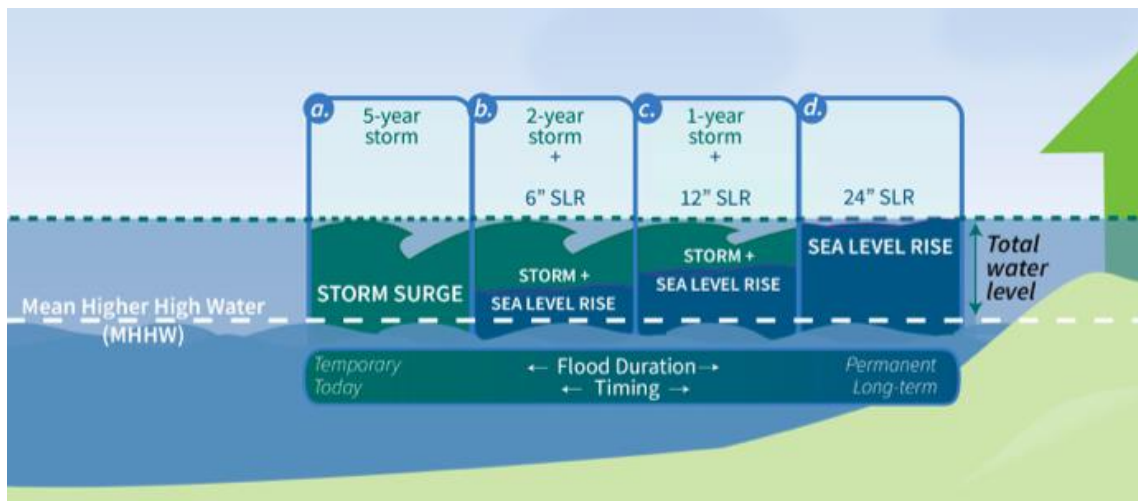 a.
5-year
storm
b.
2-year
storm
+
6” SLR
c.
1-year
storm
+
12” SLR
d.
24” SLR
STORM SURGE
STORM +
SEA LEVEL RISE
STORM +
SEA LEVEL RISE
SEA LEVEL RISE
Total
water
level
Mean Higher High Water
(MHHW)
Temporary
Today
← Flood Duration →
← Timing →
Permanent
Long-term